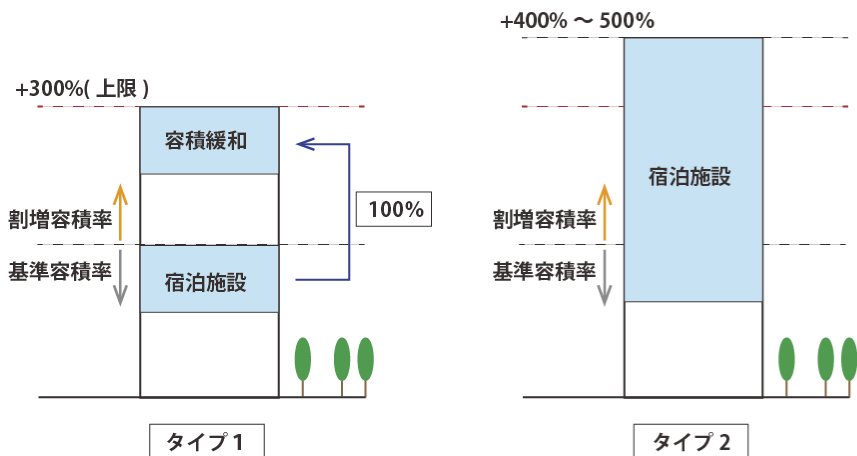 +300%( 上限 )
容積緩和
100%
割増容積率
基準容積率
宿泊施設
タイプ 1
+400% ～ 500%
宿泊施設
割増容積率
基準容積率
タイプ 2